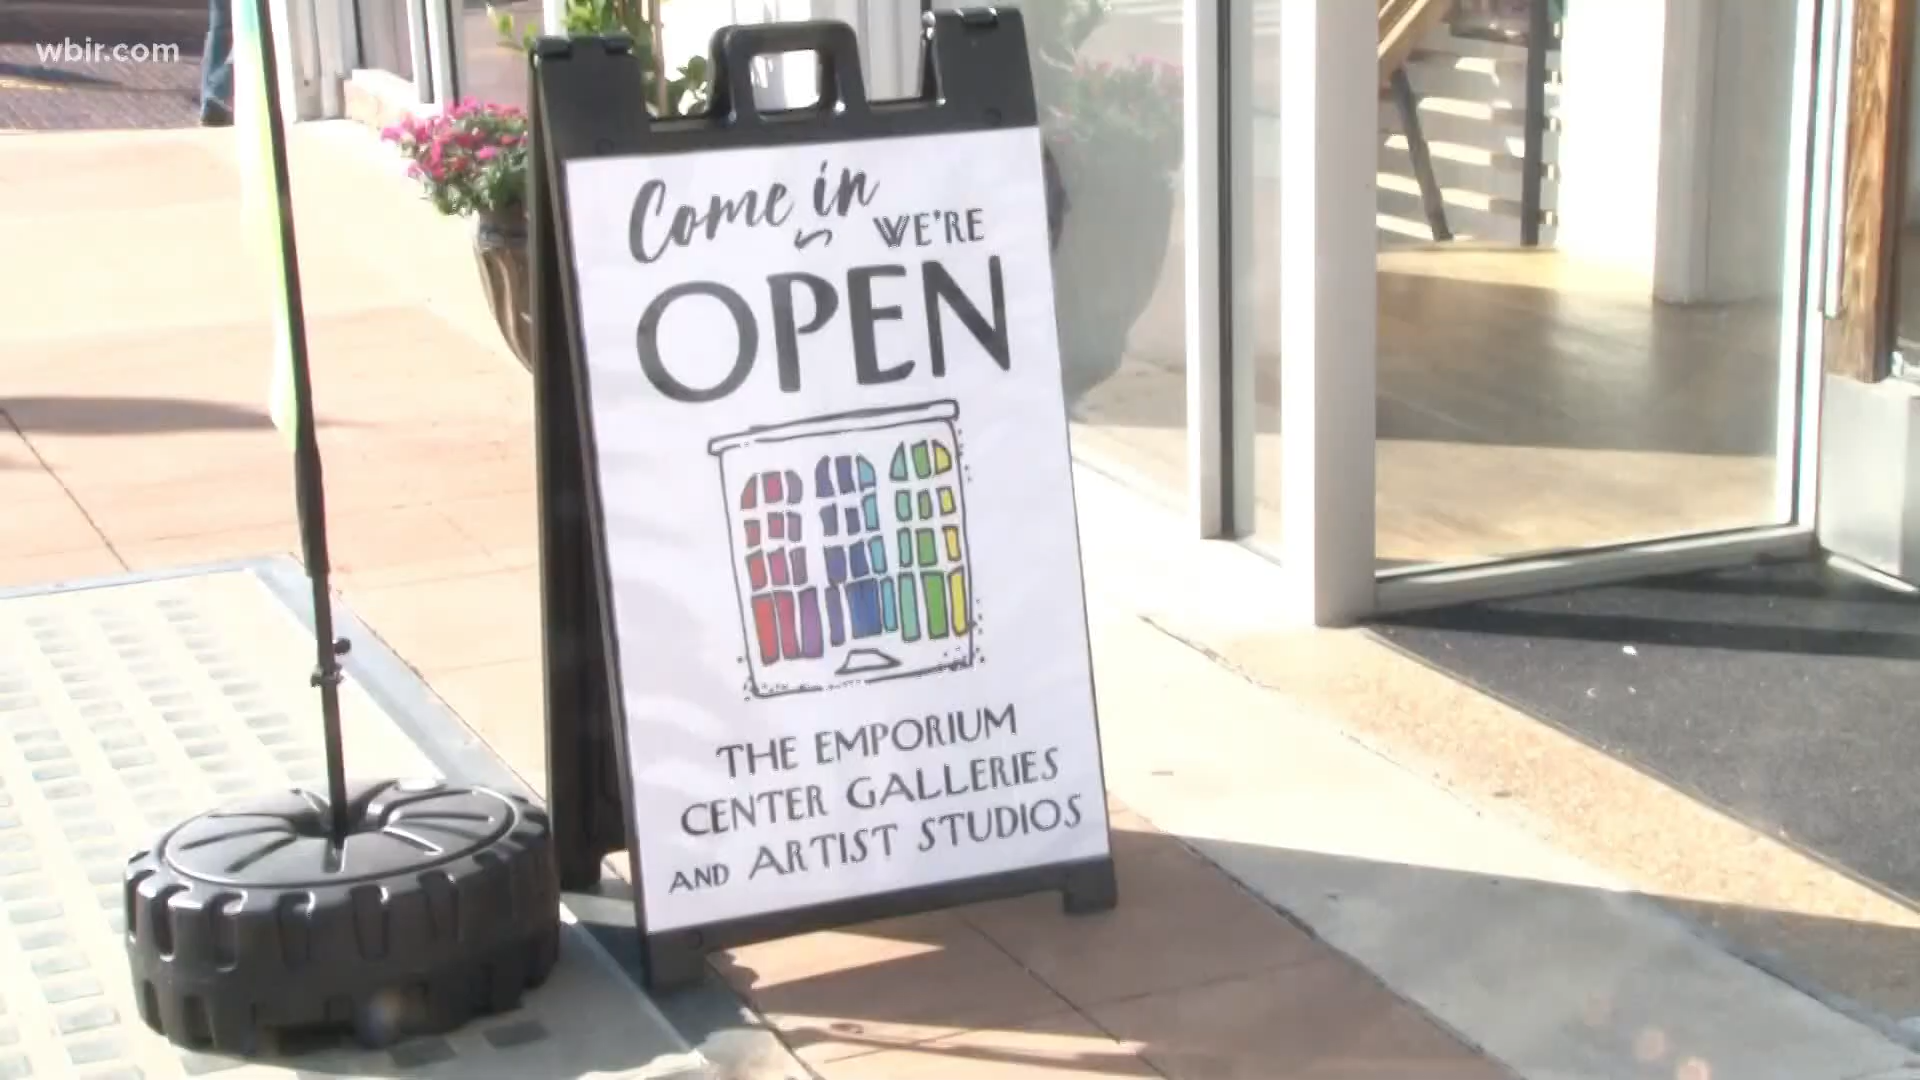 wbir.com
Come in
WE'RE
OPEN
THE EMPORIUM
CENTER GALLERIES
AND ARTIST STUDIOS